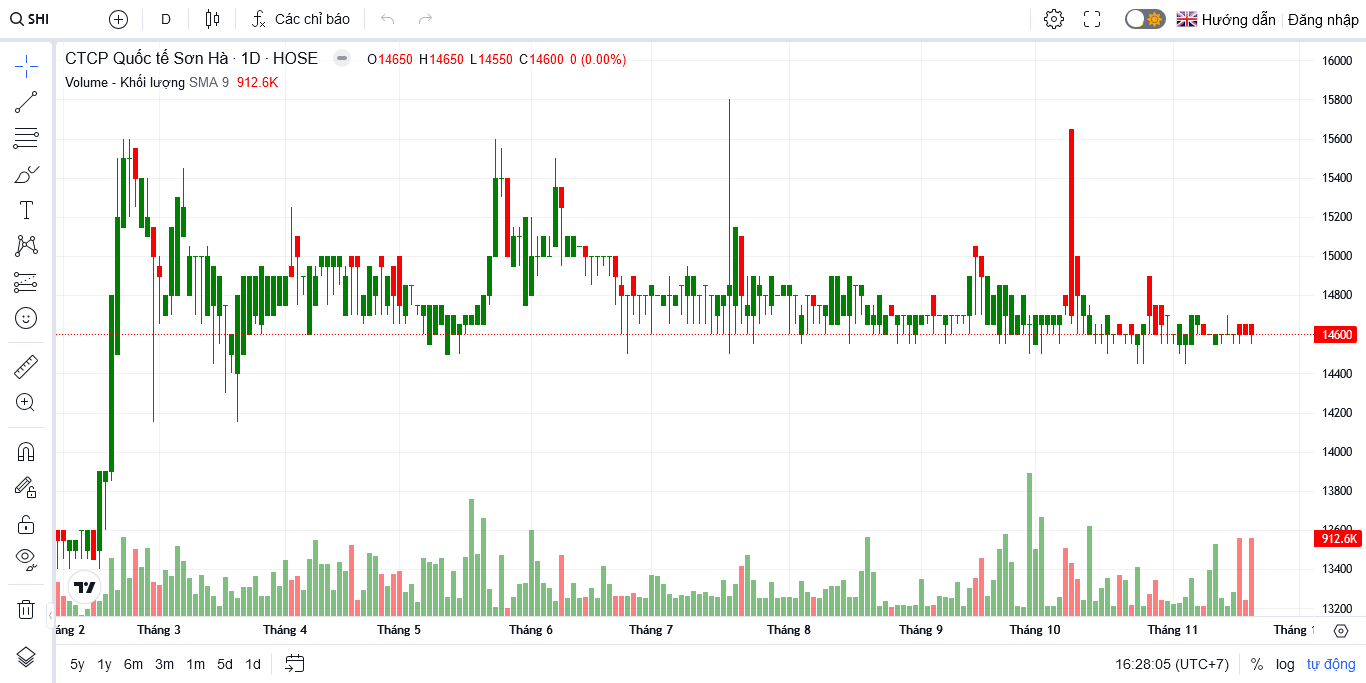 SHI D Các chỉ báo Hướng dẫn Đăng nhập
CTCP Quốc tế Sơn Hà · 1D · HOSE O14650 H14650 L14550 C14600 0 (0.00%)
Volume - Khối lượng SMA 9 912.6K
16000
15800
15600
15400
15200
15000
14800
14600
14400
14200
14000
13800
13600
912.6K
13400
13200
áng 2 Tháng 3 Tháng 4 Tháng 5 Tháng 6 Tháng 7 Tháng 8 Tháng 9 Tháng 10 Tháng 11 Tháng 1
5y 1y 6m 3m 1m 5d 1d 16:28:05 (UTC+7) % log tự động